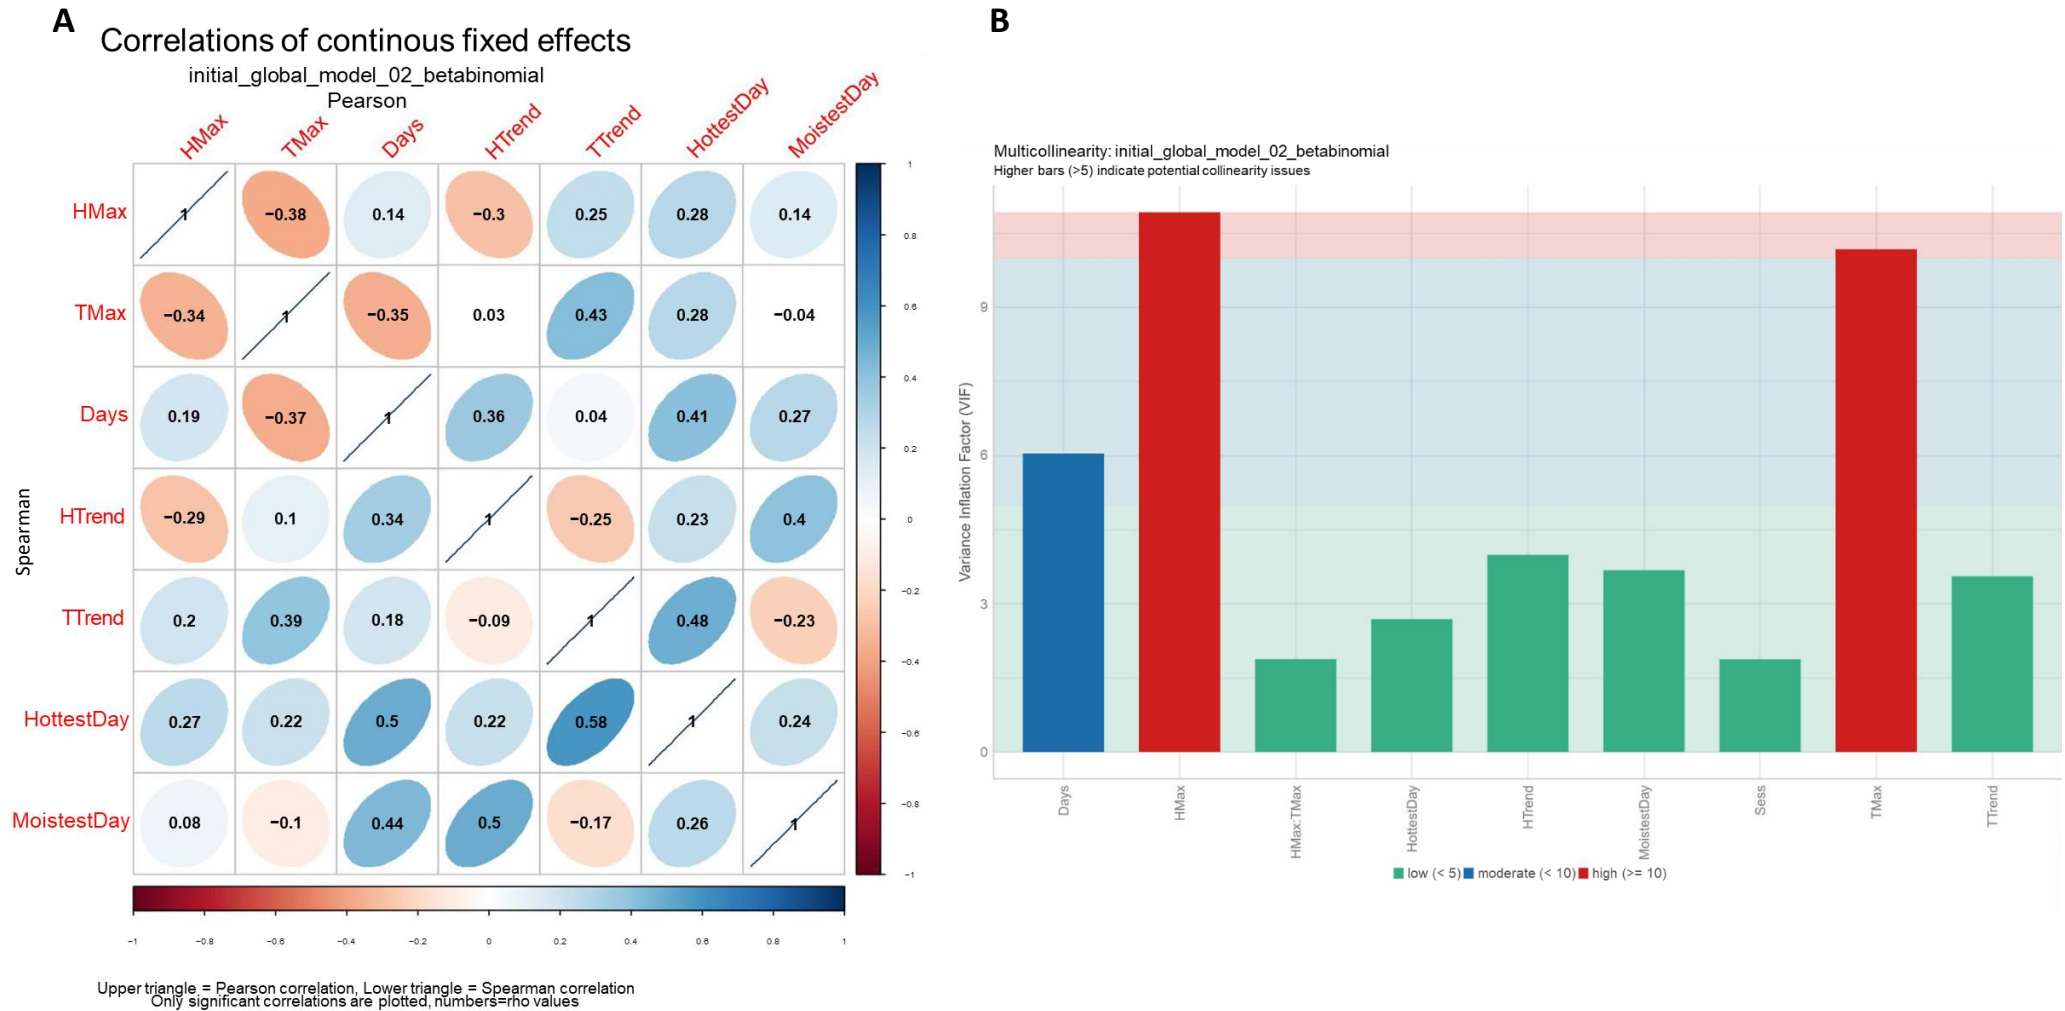 A
Correlations of continous fixed effects
initial_global_model_02_betabinomial
Pearson
HMax TMax Days HTrend TTrend HottestDay MoistestDay
HMax 1 −0.38 0.14 −0.3 0.25 0.28 0.14
TMax −0.34 1 −0.35 0.03 0.43 0.28 −0.04
Days 0.19 −0.37 1 0.36 0.04 0.41 0.27
HTrend −0.29 0.1 0.34 1 −0.25 0.23 0.4
TTrend 0.2 0.39 0.18 −0.09 1 0.48 −0.23
HottestDay 0.27 0.22 0.5 0.22 0.58 1 0.24
MoistestDay 0.08 −0.1 0.44 0.5 −0.17 0.26 1
Spearman
1
0.8
0.6
0.4
0.2
0
−0.2
−0.4
−0.6
−0.8
−1
−1 −0.8 −0.6 −0.4 −0.2 0 0.2 0.4 0.6 0.8 1
Upper triangle = Pearson correlation, Lower triangle = Spearman correlation
Only significant correlations are plotted, numbers=rho values
B
Multicollinearity: initial_global_model_02_betabinomial
Higher bars (>5) indicate potential collinearity issues
Variance Inflation Factor (VIF)
9
6
3
0
Days HMax HMax:TMax HottestDay HTrend MoistestDay Sess TMax TTrend
low (< 5) moderate (< 10) high (>= 10)